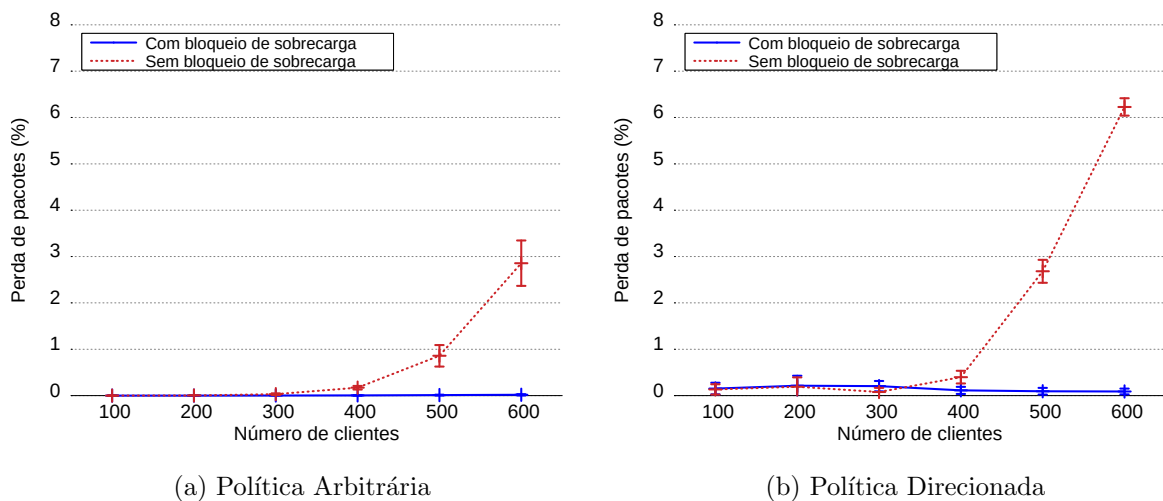 8
7
6
5
4
3
2
1
0
Perda de pacotes (%)
Com bloqueio de sobrecarga
Sem bloqueio de sobrecarga
100 200 300 400 500 600
Número de clientes
(a) Política Arbitrária
8
7
6
5
4
3
2
1
0
Perda de pacotes (%)
Com bloqueio de sobrecarga
Sem bloqueio de sobrecarga
100 200 300 400 500 600
Número de clientes
(b) Política Direcionada